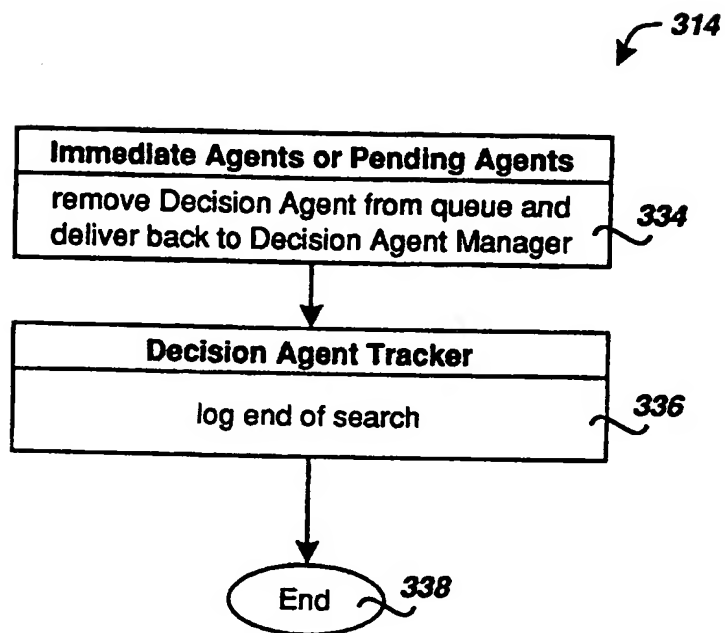 314
Immediate Agents or Pending Agents
remove Decision Agent from queue and
deliver back to Decision Agent Manager
334
Decision Agent Tracker
log end of search
336
End
338